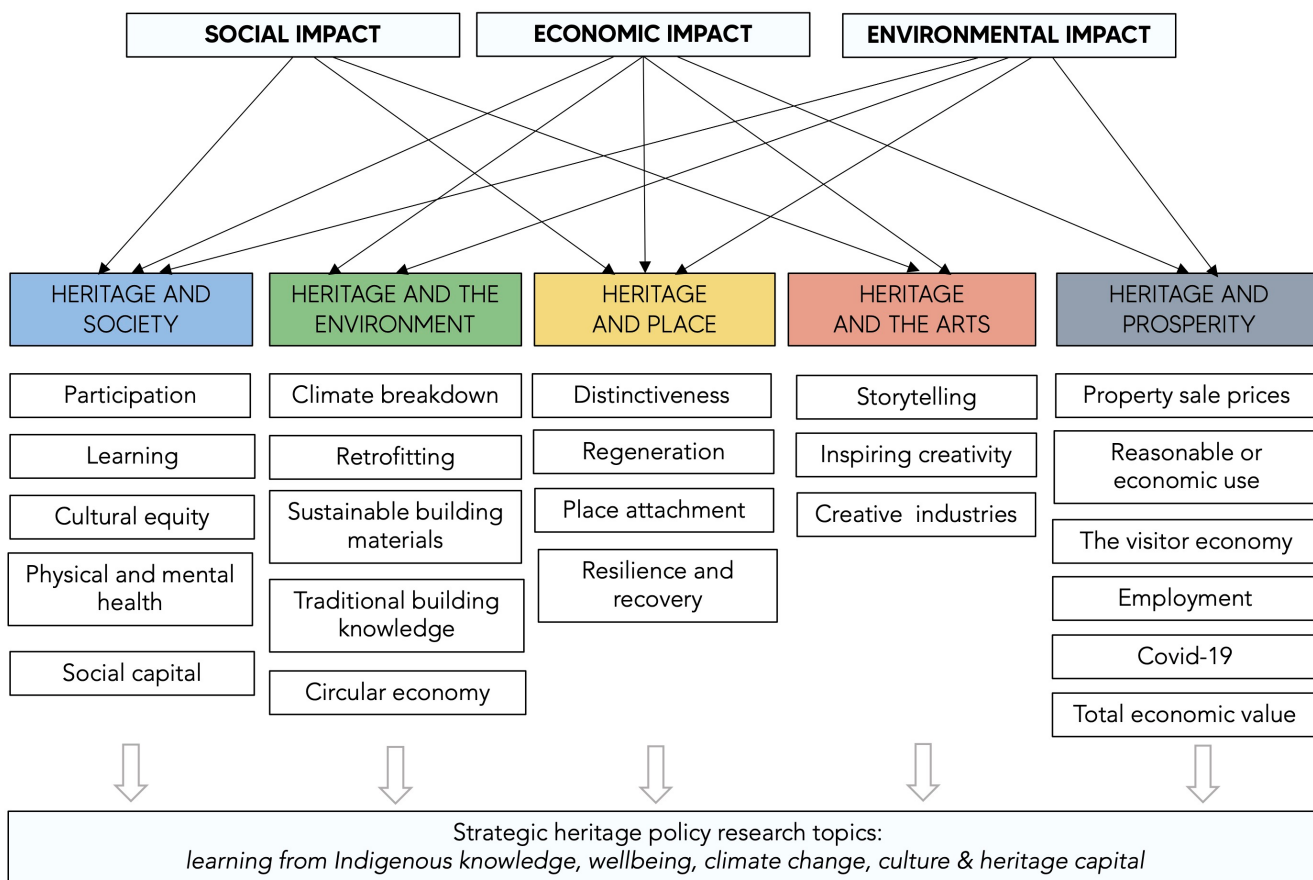 SOCIAL IMPACT
ECONOMIC IMPACT
ENVIRONMENTAL IMPACT
HERITAGE AND
SOCIETY
HERITAGE AND THE
ENVIRONMENT
HERITAGE
AND PLACE
HERITAGE
AND THE ARTS
HERITAGE AND
PROSPERITY
Participation
Learning
Cultural equity
Physical and mental
health
Social capital
Climate breakdown
Retrofitting
Sustainable building
materials
Traditional building
knowledge
Circular economy
Distinctiveness
Regeneration
Place attachment
Resilience and
recovery
Storytelling
Inspiring creativity
Creative industries
Property sale prices
Reasonable or
economic use
The visitor economy
Employment
Covid-19
Total economic value
Strategic heritage policy research topics:
learning from Indigenous knowledge, wellbeing, climate change, culture & heritage capital